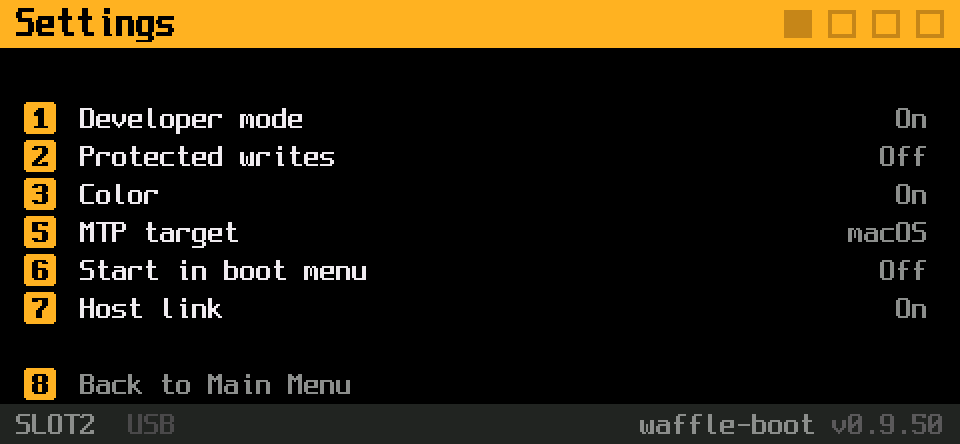 Settings
1 Developer mode On
2 Protected writes Off
3 Color On
5 MTP target macOS
6 Start in boot menu Off
7 Host link On
8 Back to Main Menu
SLOT2 USB waffle-boot v0.9.50